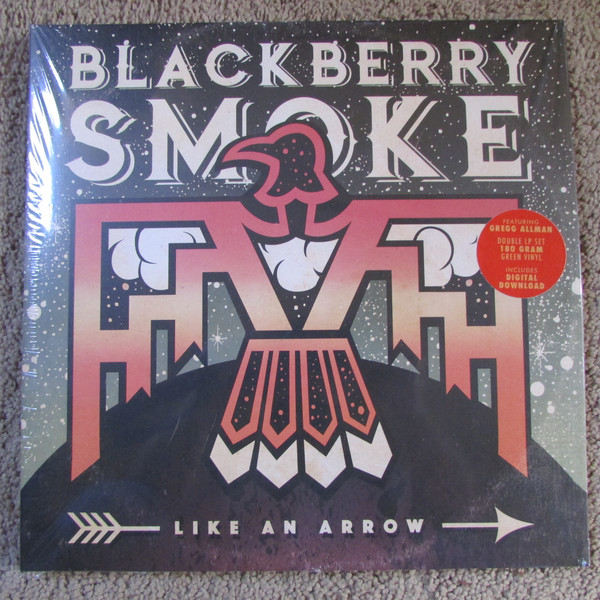 BLACKBERRY
SMOKE
FEATURING
GREGG ALLMAN
DOUBLE LP SET
180 GRAM
GREEN VINYL
INCLUDES
DIGITAL
DOWNLOAD
LIKE AN ARROW